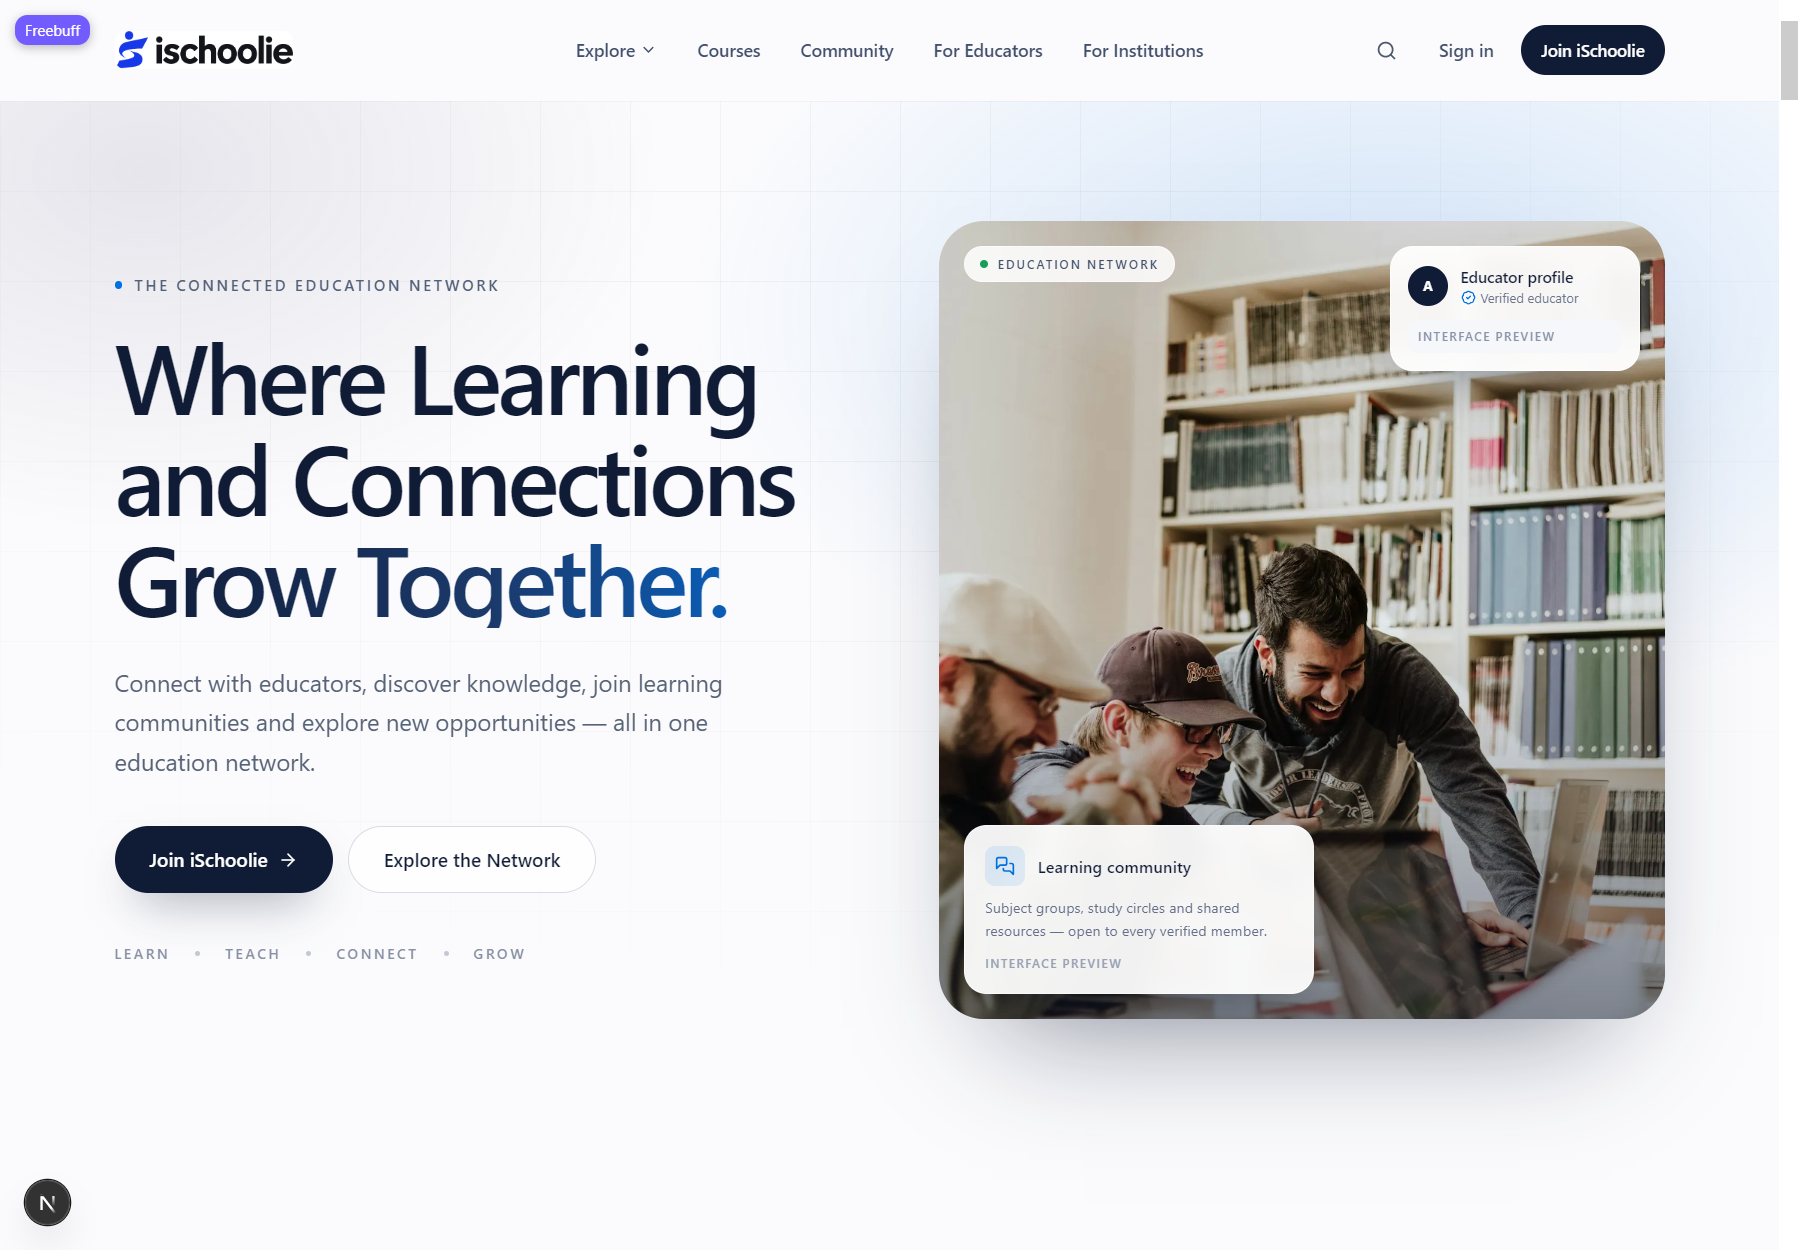 Freebuff
ischoolie
Explore
Courses
Community
For Educators
For Institutions
Sign in
Join iSchoolie
THE CONNECTED EDUCATION NETWORK
Where Learning
and Connections
Grow Together.
Connect with educators, discover knowledge, join learning
communities and explore new opportunities — all in one
education network.
Join iSchoolie
Explore the Network
LEARN • TEACH • CONNECT • GROW
EDUCATION NETWORK
A
Educator profile
Verified educator
INTERFACE PREVIEW
Learning community
Subject groups, study circles and shared
resources — open to every verified member.
INTERFACE PREVIEW
N